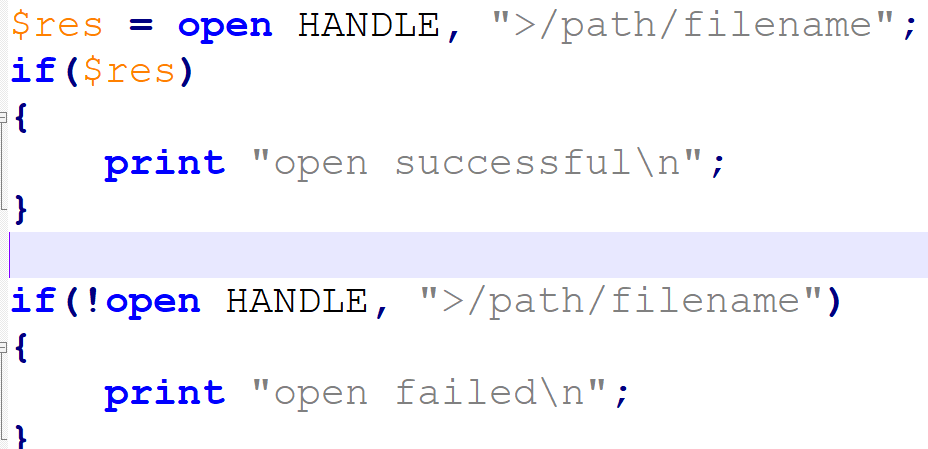 $res = open HANDLE, ">/path/filename";
if($res)
{
    print "open successful\n";
}
if(!open HANDLE, ">/path/filename")
{
    print "open failed\n";
}